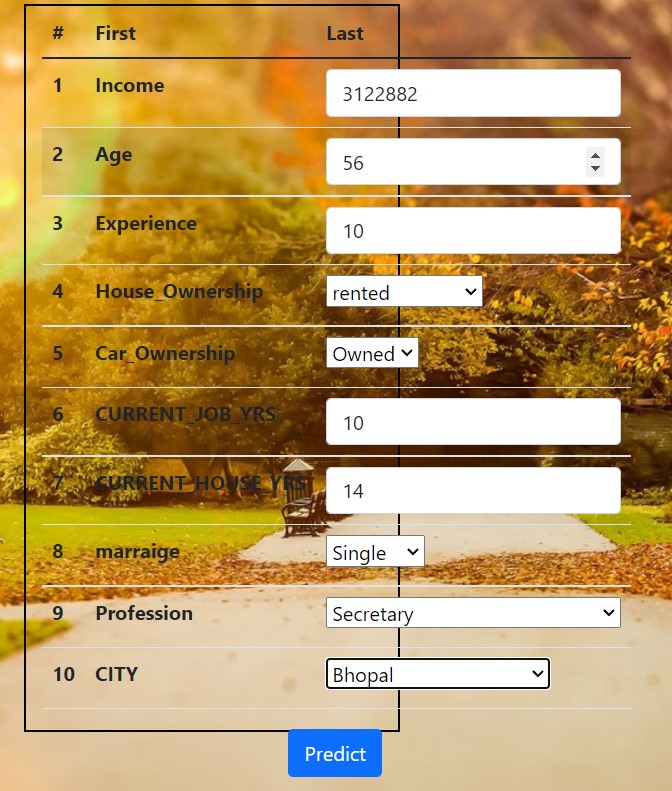 # First Last
1 Income 3122882
2 Age 56
3 Experience 10
4 House_Ownership rented
5 Car_Ownership Owned
6 CURRENT_JOB_YRS 10
7 CURRENT_HOUSE_YRS 14
8 marraige Single
9 Profession Secretary
10 CITY Bhopal
Predict